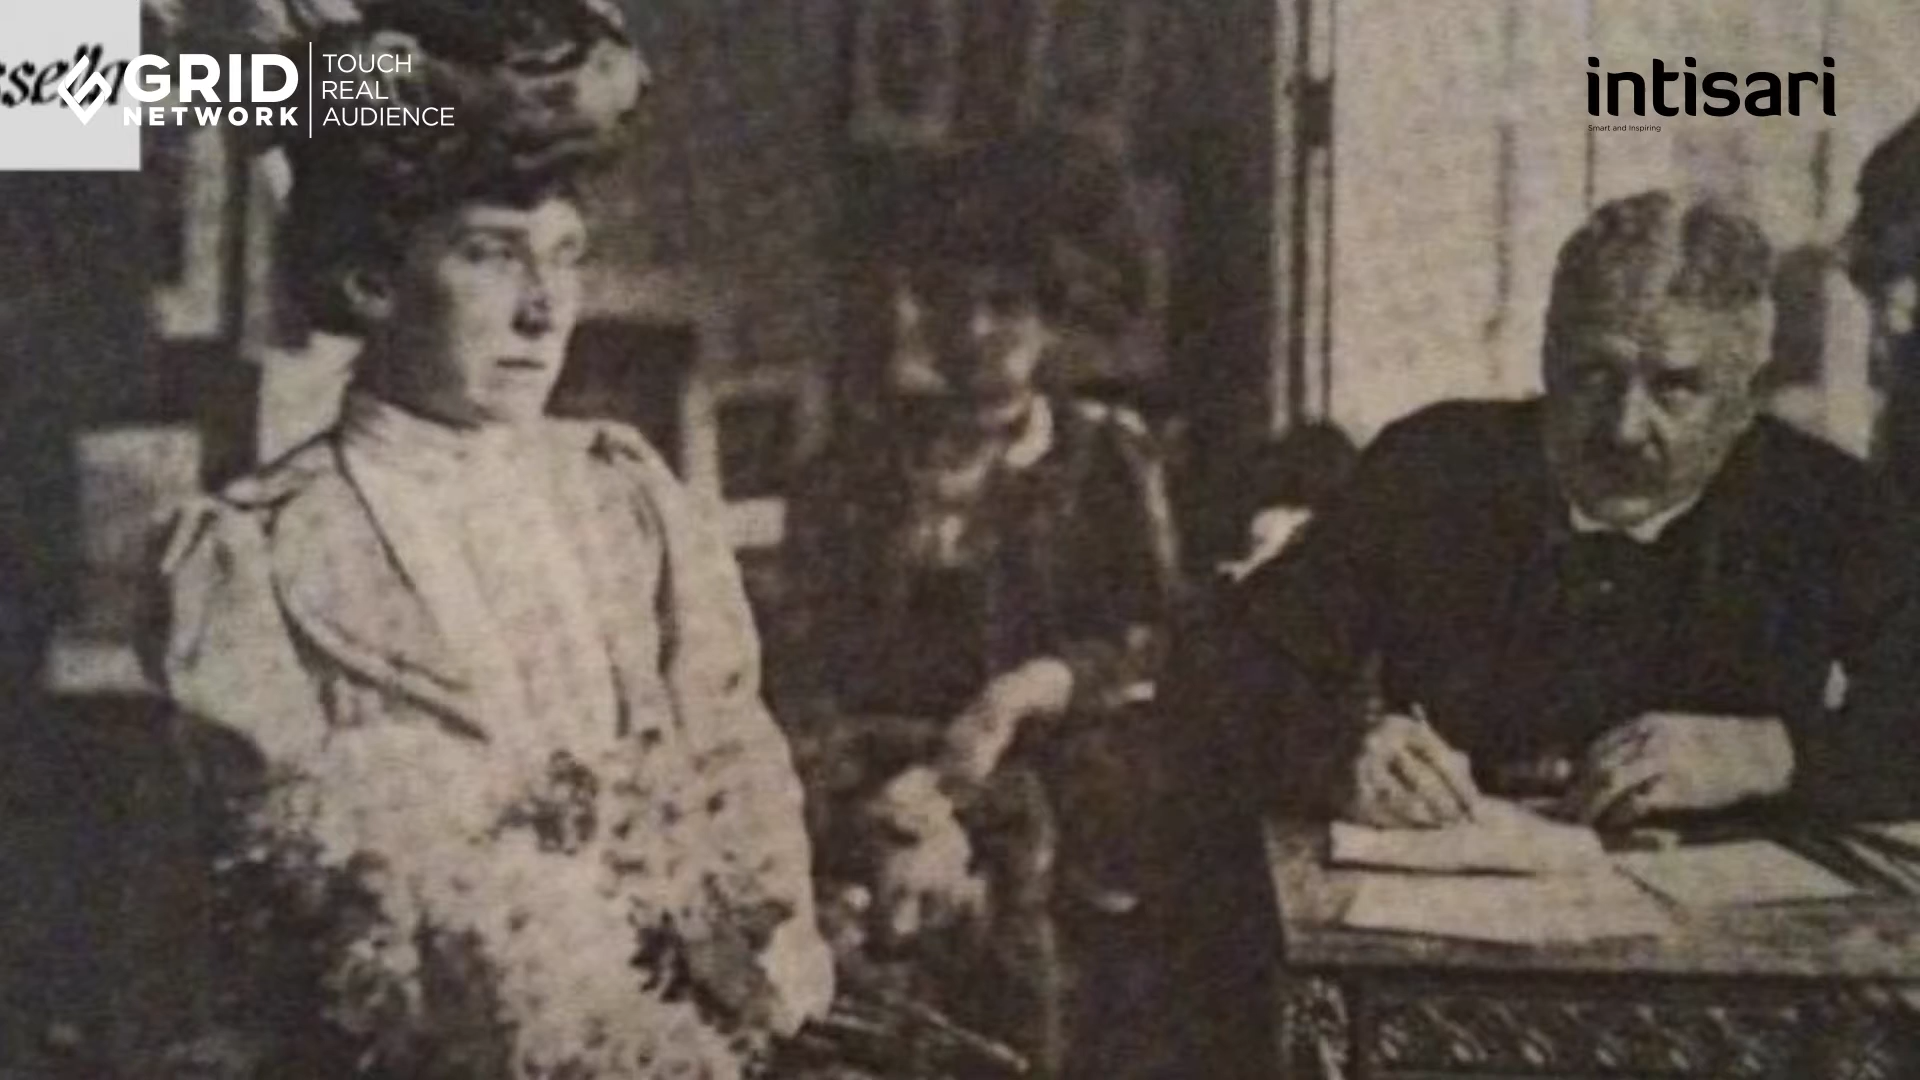 GRID
NETWORK
TOUCH
REAL
AUDIENCE
intisari
Smart and Inspiring